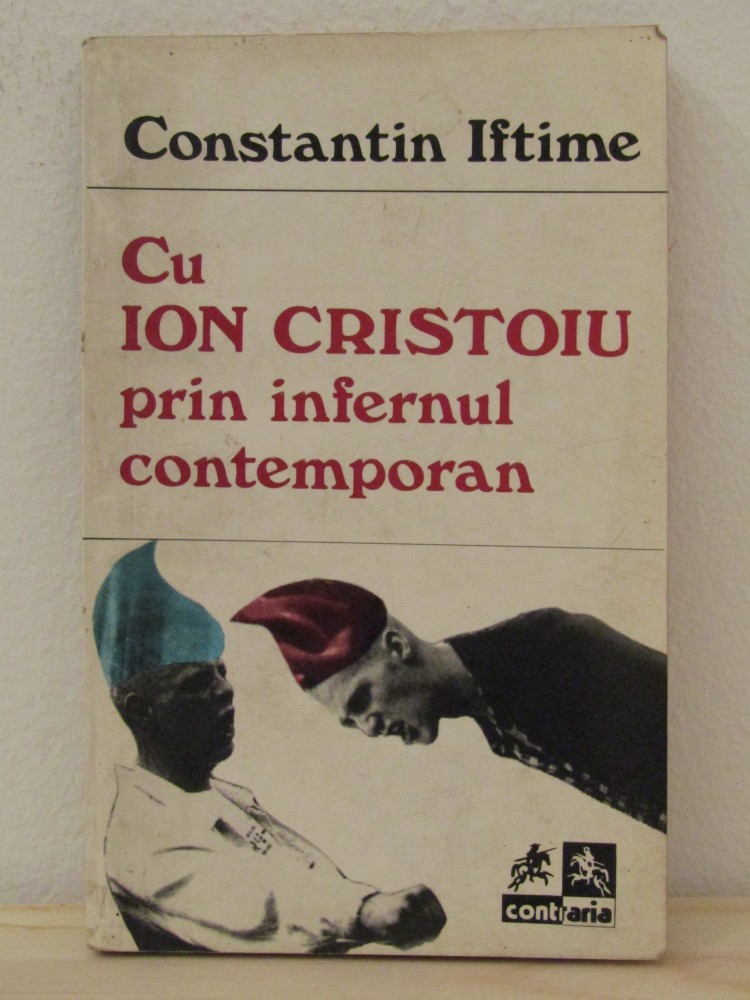 Constantin Iftime
Cu
ION CRISTOIU
prin infernul
contemporan
contraria